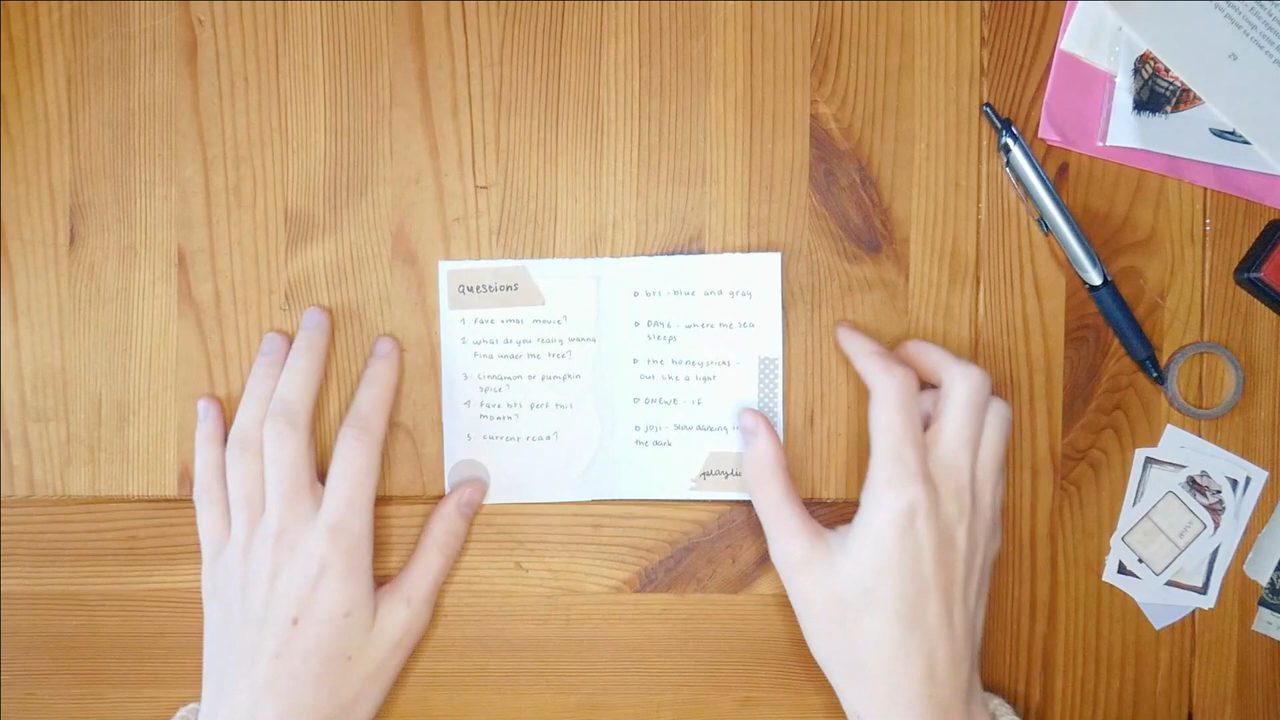 questions
1. fave xmas movie?
2. what do you really wanna
find under the tree?
3. cinnamon or pumpkin
spice?
4. fave bts perf this
month?
5. current read?
▷ bts - blue and gray
▷ DAY6 - where the sea
sleeps
▷ the honeysticks -
out like a light
▷ ONEWE - if
▷ joji - slow dancing in
the dark
playli
29